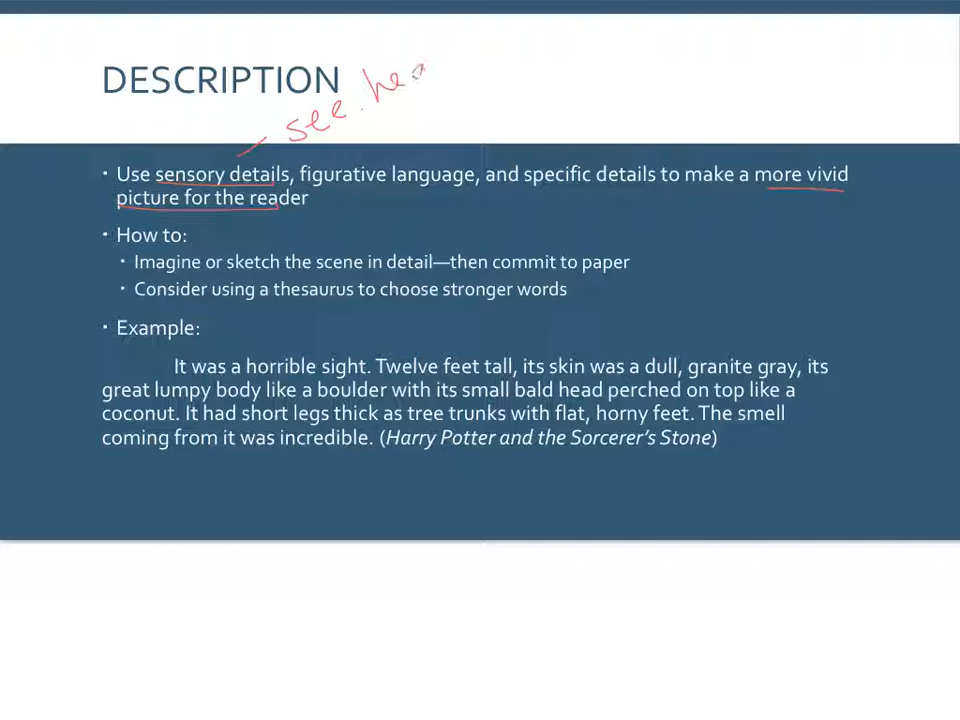 DESCRIPTION
see. hea
• Use sensory details, figurative language, and specific details to make a more vivid
picture for the reader
• How to:
• Imagine or sketch the scene in detail—then commit to paper
• Consider using a thesaurus to choose stronger words
• Example:
It was a horrible sight. Twelve feet tall, its skin was a dull, granite gray, its
great lumpy body like a boulder with its small bald head perched on top like a
coconut. It had short legs thick as tree trunks with flat, horny feet. The smell
coming from it was incredible. (Harry Potter and the Sorcerer's Stone)